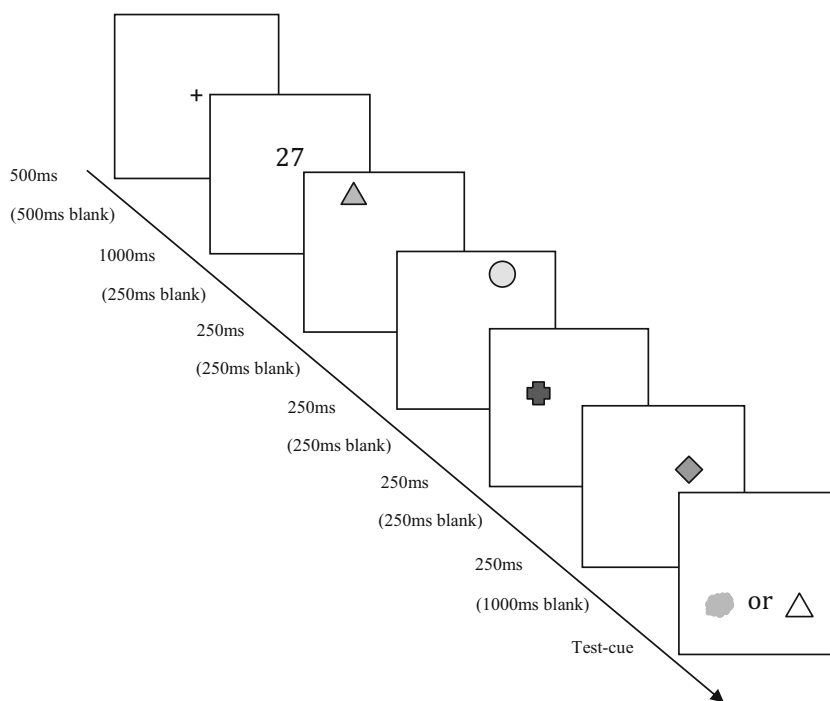 +
27
500ms
(500ms blank)
1000ms
(250ms blank)
250ms
(250ms blank)
250ms
(250ms blank)
250ms
(250ms blank)
250ms
(1000ms blank)
or
Test-cue